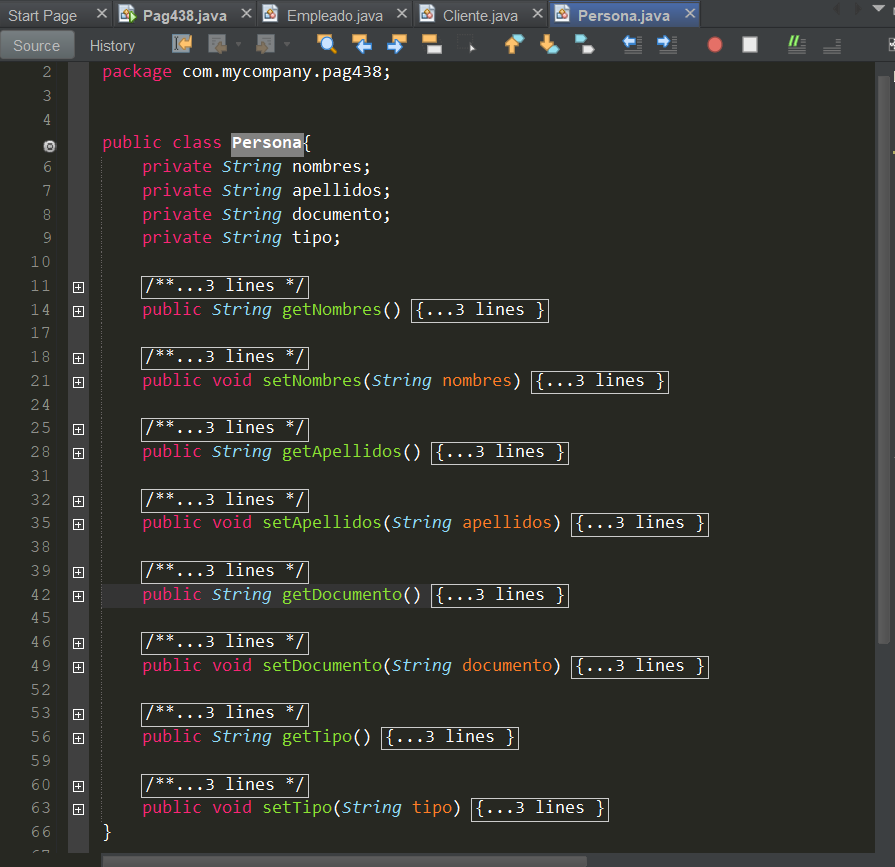 Start Page Pag438.java Empleado.java Cliente.java Persona.java
Source History
2 package com.mycompany.pag438;
3
4
public class Persona{
6 private String nombres;
7 private String apellidos;
8 private String documento;
9 private String tipo;
10
11 /**...3 lines */
14 public String getNombres() {...3 lines }
17
18 /**...3 lines */
21 public void setNombres(String nombres) {...3 lines }
24
25 /**...3 lines */
28 public String getApellidos() {...3 lines }
31
32 /**...3 lines */
35 public void setApellidos(String apellidos) {...3 lines }
38
39 /**...3 lines */
42 public String getDocumento() {...3 lines }
45
46 /**...3 lines */
49 public void setDocumento(String documento) {...3 lines }
52
53 /**...3 lines */
56 public String getTipo() {...3 lines }
59
60 /**...3 lines */
63 public void setTipo(String tipo) {...3 lines }
66 }